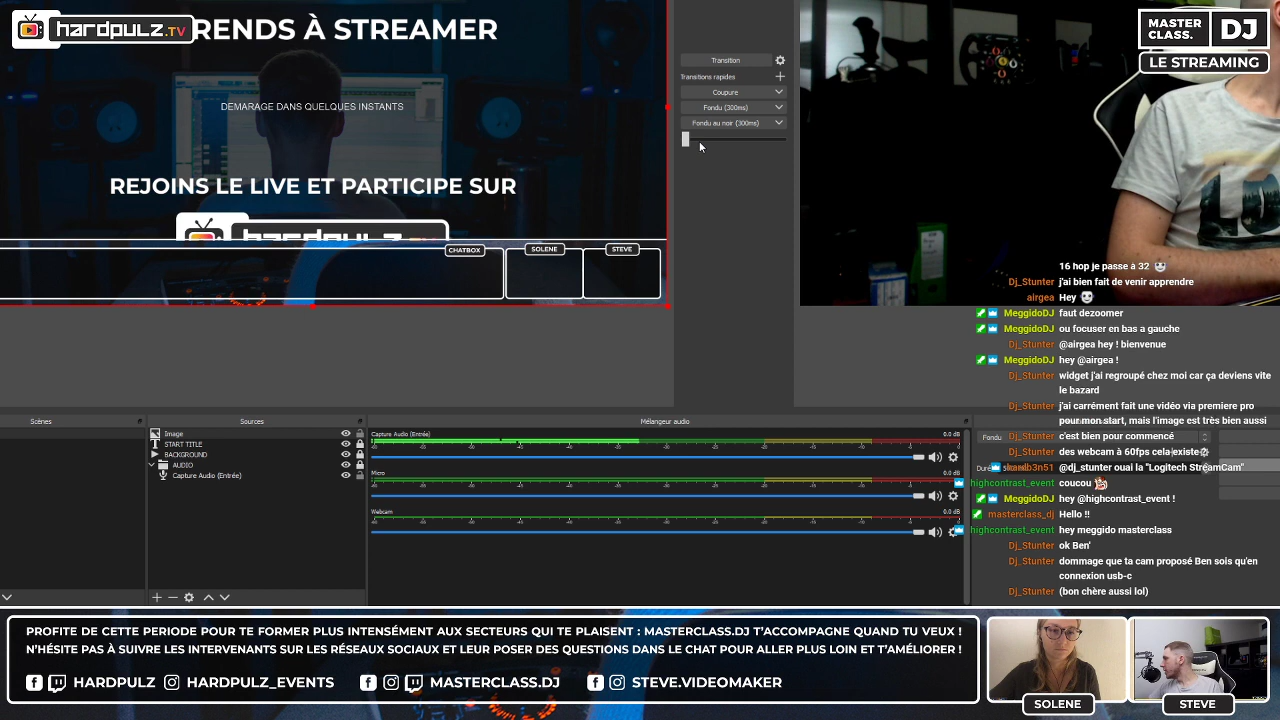 hardpulz.TV
RENDS À STREAMER
DEMARAGE DANS QUELQUES INSTANTS
REJOINS LE LIVE ET PARTICIPE SUR
CHATBOX
SOLENE
STEVE
Transition
Transitions rapides
Coupure
Fondu (300ms)
Fondu au noir (300ms)
MASTER
CLASS.
DJ
LE STREAMING
16 hop je passe à 32
Dj_Stunter j'ai bien fait de venir apprendre
airgea Hey
MeggidoDJ faut dezoomer
MeggidoDJ ou focuser en bas a gauche
Dj_Stunter @airgea hey ! bienvenue
MeggidoDJ hey @airgea !
Dj_Stunter widget j'ai regroupé chez moi car ça deviens vite
le bazard
Dj_Stunter j'ai carrément fait une vidéo via premiere pro
pour mon start, mais l'image est très bien aussi
Dj_Stunter c'est bien pour commencé
Dj_Stunter des webcam à 60fps cela existe
@dj_stunter ouai la "Logitech StreamCam"
highcontrast_event coucou
MeggidoDJ hey @highcontrast_event !
masterclass_dj Hello !!
highcontrast_event hey meggido masterclass
Dj_Stunter ok Ben'
Dj_Stunter dommage que ta cam proposé Ben sois qu'en
connexion usb-c
Dj_Stunter (bon chère aussi lol)
Scènes
Sources
Image
START TITLE
BACKGROUND
AUDIO
Capture Audio (Entrée)
Mélangeur audio
Capture Audio (Entrée) 0.0 dB
Micro 0.0 dB
Webcam 0.0 dB
Fondu
PROFITE DE CETTE PERIODE POUR TE FORMER PLUS INTENSÉMENT AUX SECTEURS QUI TE PLAISENT : MASTERCLASS.DJ T'ACCOMPAGNE QUAND TU VEUX !
N'HÉSITE PAS À SUIVRE LES INTERVENANTS SUR LES RÉSEAUX SOCIAUX ET LEUR POSER DES QUESTIONS DANS LE CHAT POUR ALLER PLUS LOIN ET T'AMÉLIORER !
HARDPULZ HARDPULZ_EVENTS MASTERCLASS.DJ STEVE.VIDEOMAKER
SOLENE
STEVE